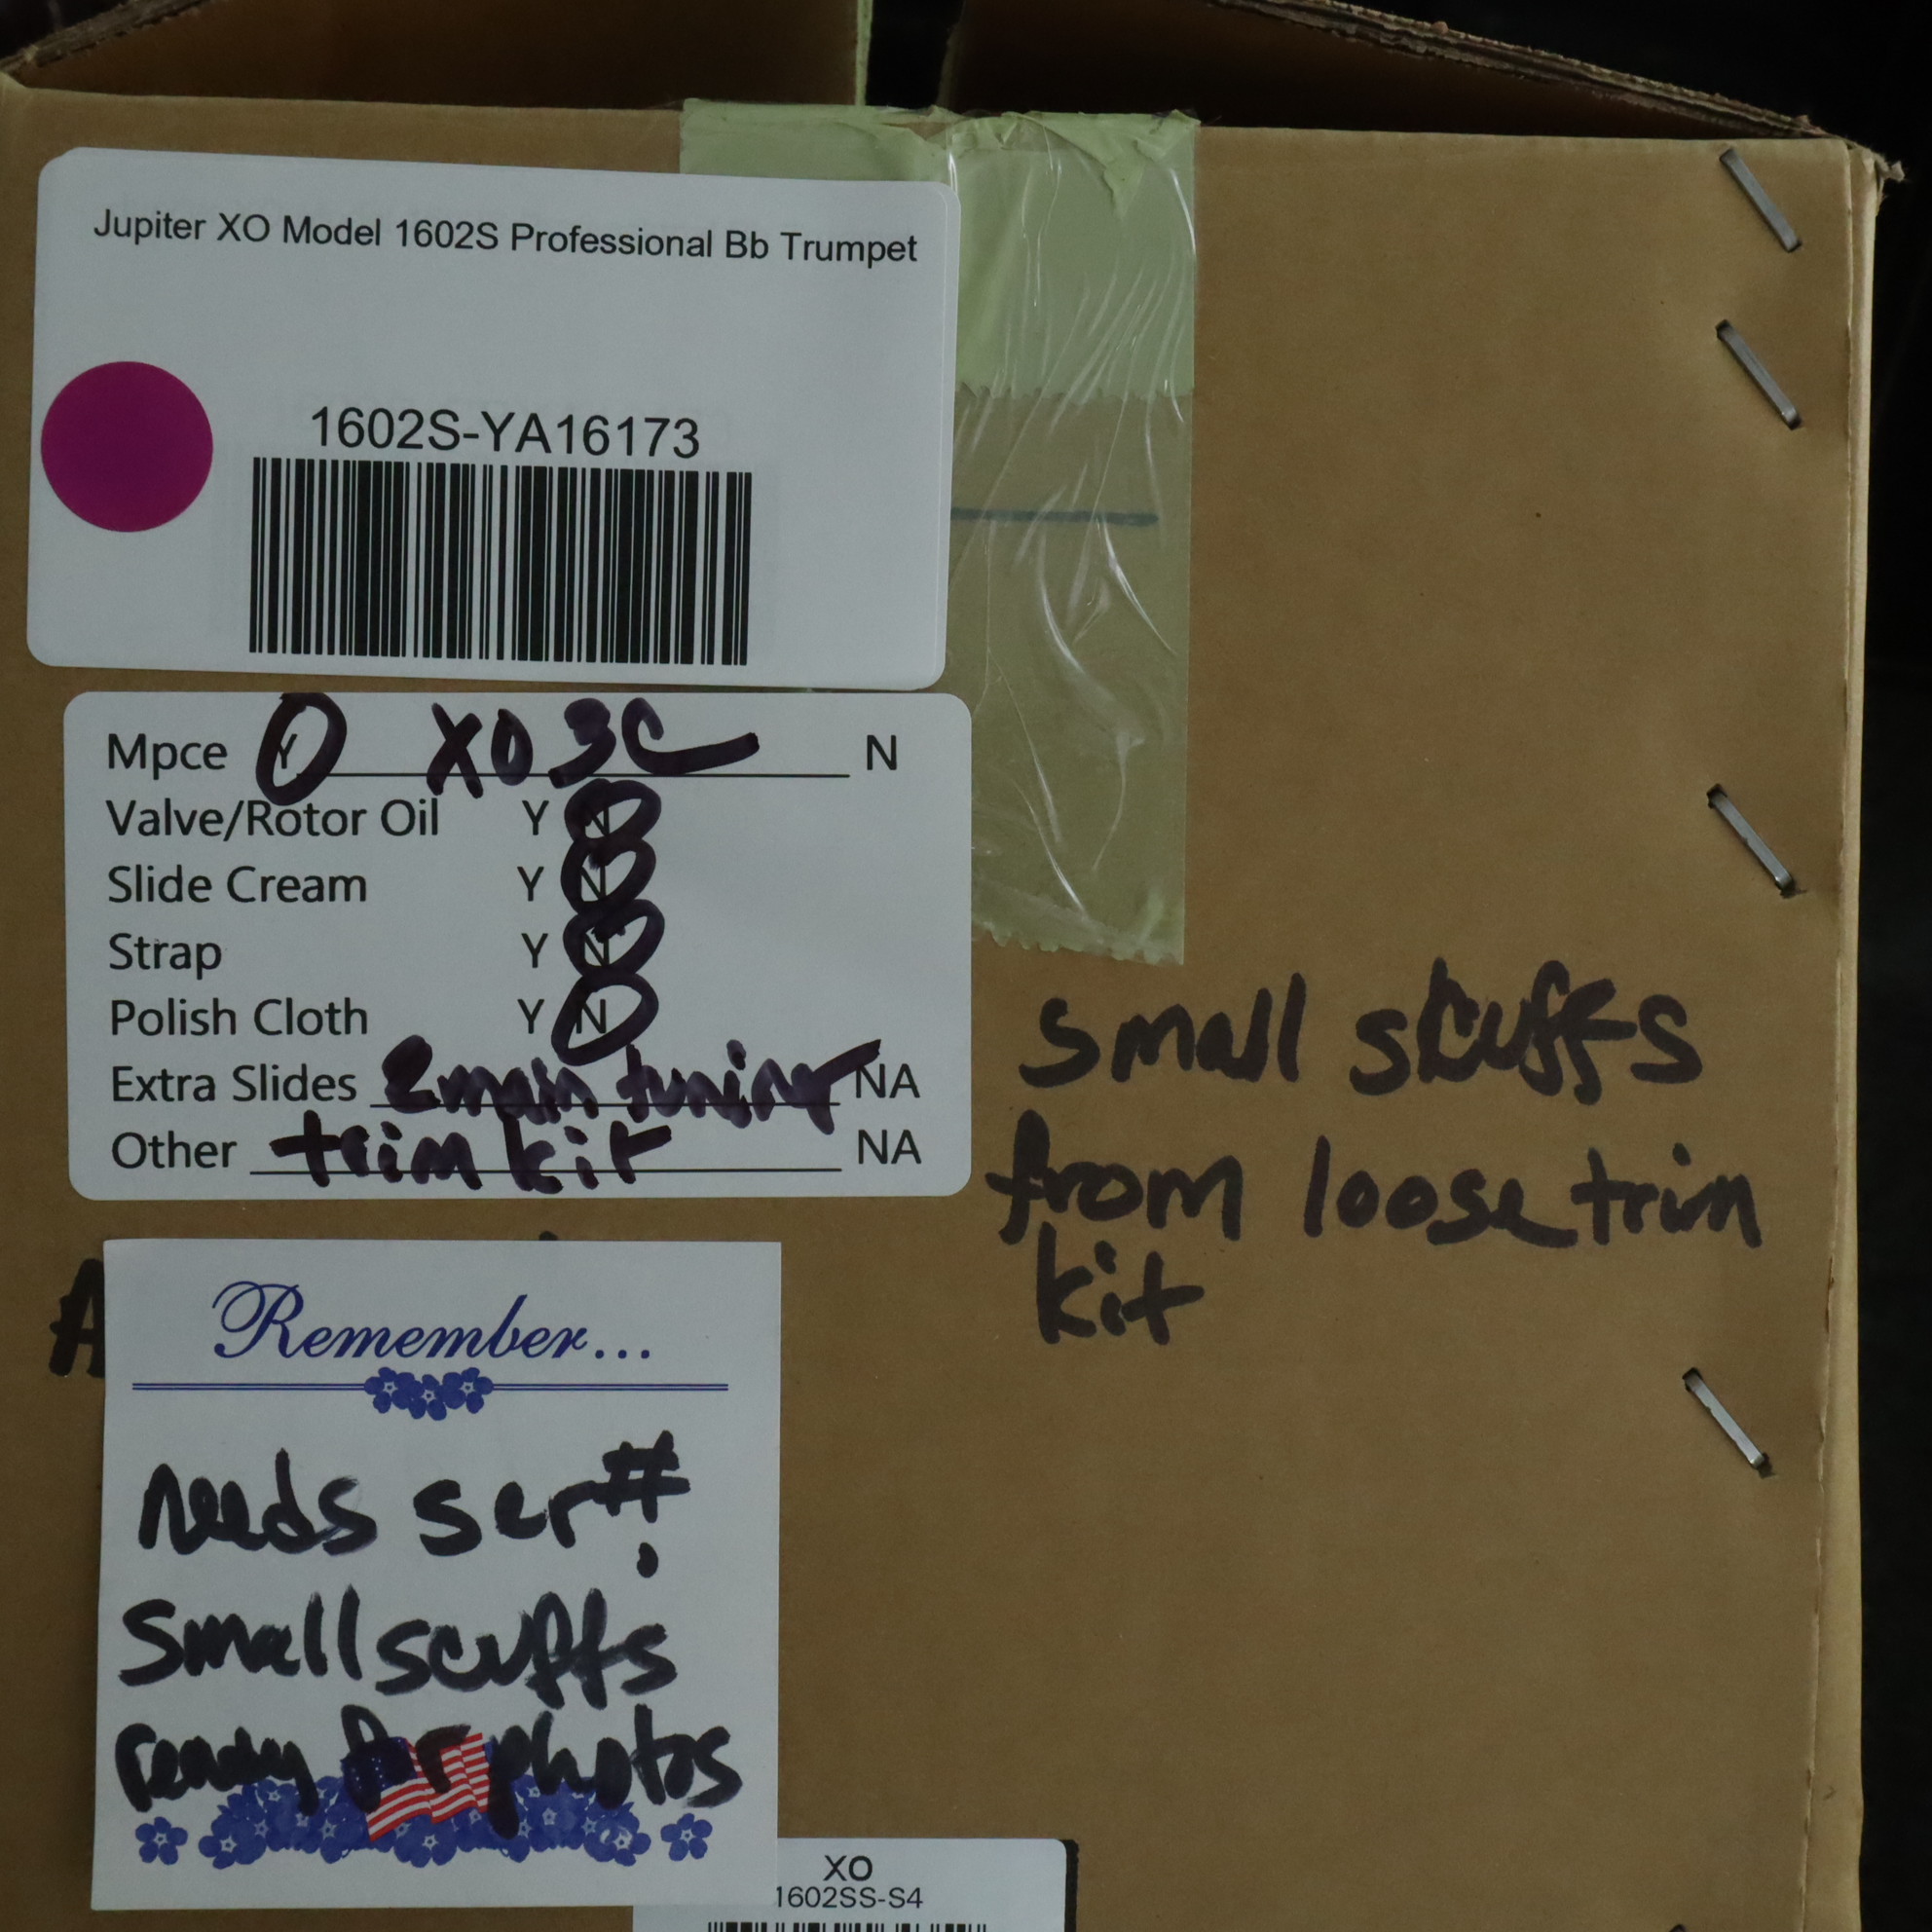 Jupiter XO Model 1602S Professional Bb Trumpet
1602S-YA16173
Mpce Y XO 3C N
Valve/Rotor Oil Y N
Slide Cream Y N
Strap Y N
Polish Cloth Y N
Extra Slides 2 main tuning NA
Other trim kit NA
small scuffs
from loose trim
kit
A
Remember...
needs ser#
Small scuffs
ready for photos
XO
1602SS-S4